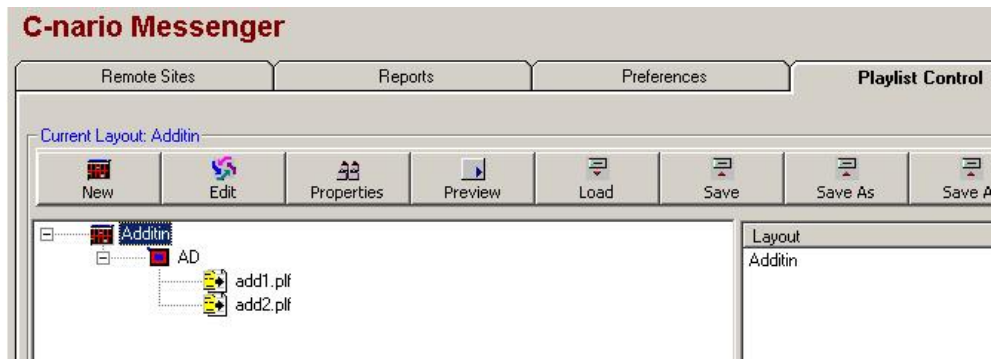 C-nario Messenger
Remote Sites Reports Preferences Playlist Control
Current Layout: Additin
New Edit Properties Preview Load Save Save As Save A
Additin
AD
add1.plf
add2.plf
Layout
Additin